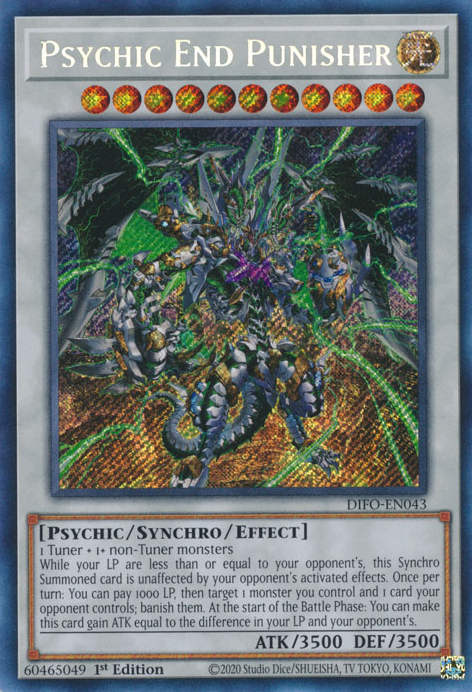 PSYCHIC END PUNISHER
DIFO-EN043
[PSYCHIC/SYNCHRO/EFFECT]
1 Tuner + 1+ non-Tuner monsters
While your LP are less than or equal to your opponent's, this Synchro
Summoned card is unaffected by your opponent's activated effects. Once per
turn: You can pay 1000 LP, then target 1 monster you control and 1 card your
opponent controls; banish them. At the start of the Battle Phase: You can make
this card gain ATK equal to the difference in your LP and your opponent's.
ATK/3500 DEF/3500
60465049 1st Edition ©2020 Studio Dice/SHUEISHA, TV TOKYO, KONAMI